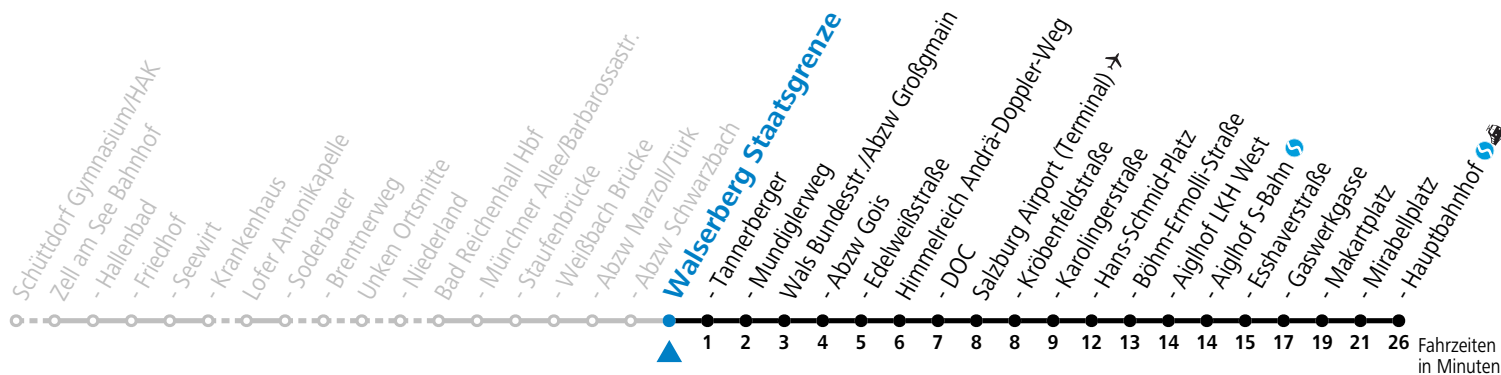 Schüttdorf Gymnasium/HAK
Zell am See Bahnhof
- Hallenbad
- Friedhof
- Seewirt
- Krankenhaus
Lofer Antonikapelle
- Soderbauer
- Brentnerweg
Unken Ortsmitte
- Niederland
Bad Reichenhall Hbf
- Münchner Allee/Barbarossastr.
- Staufenbrücke
- Weißbach Brücke
- Abzw Marzoll/Türk
- Abzw Schwarzbach
Walserberg Staatsgrenze
- Tannerberger
- Mundiglerweg
Wals Bundesstr./Abzw Großgmain
- Abzw Gois
- Edelweißstraße
Himmelreich Andrä-Doppler-Weg
- DOC
Salzburg Airport (Terminal)
- Kröbenfeldstraße
- Karolingerstraße
- Hans-Schmid-Platz
- Böhm-Ermolli-Straße
- Aiglhof LKH West
- Aiglhof S-Bahn
- Esshaverstraße
- Gaswerkgasse
- Makartplatz
- Mirabellplatz
- Hauptbahnhof
1 2 3 4 5 6 7 8 8 9 12 13 14 14 15 17 19 21 26 Fahrzeiten
in Minuten